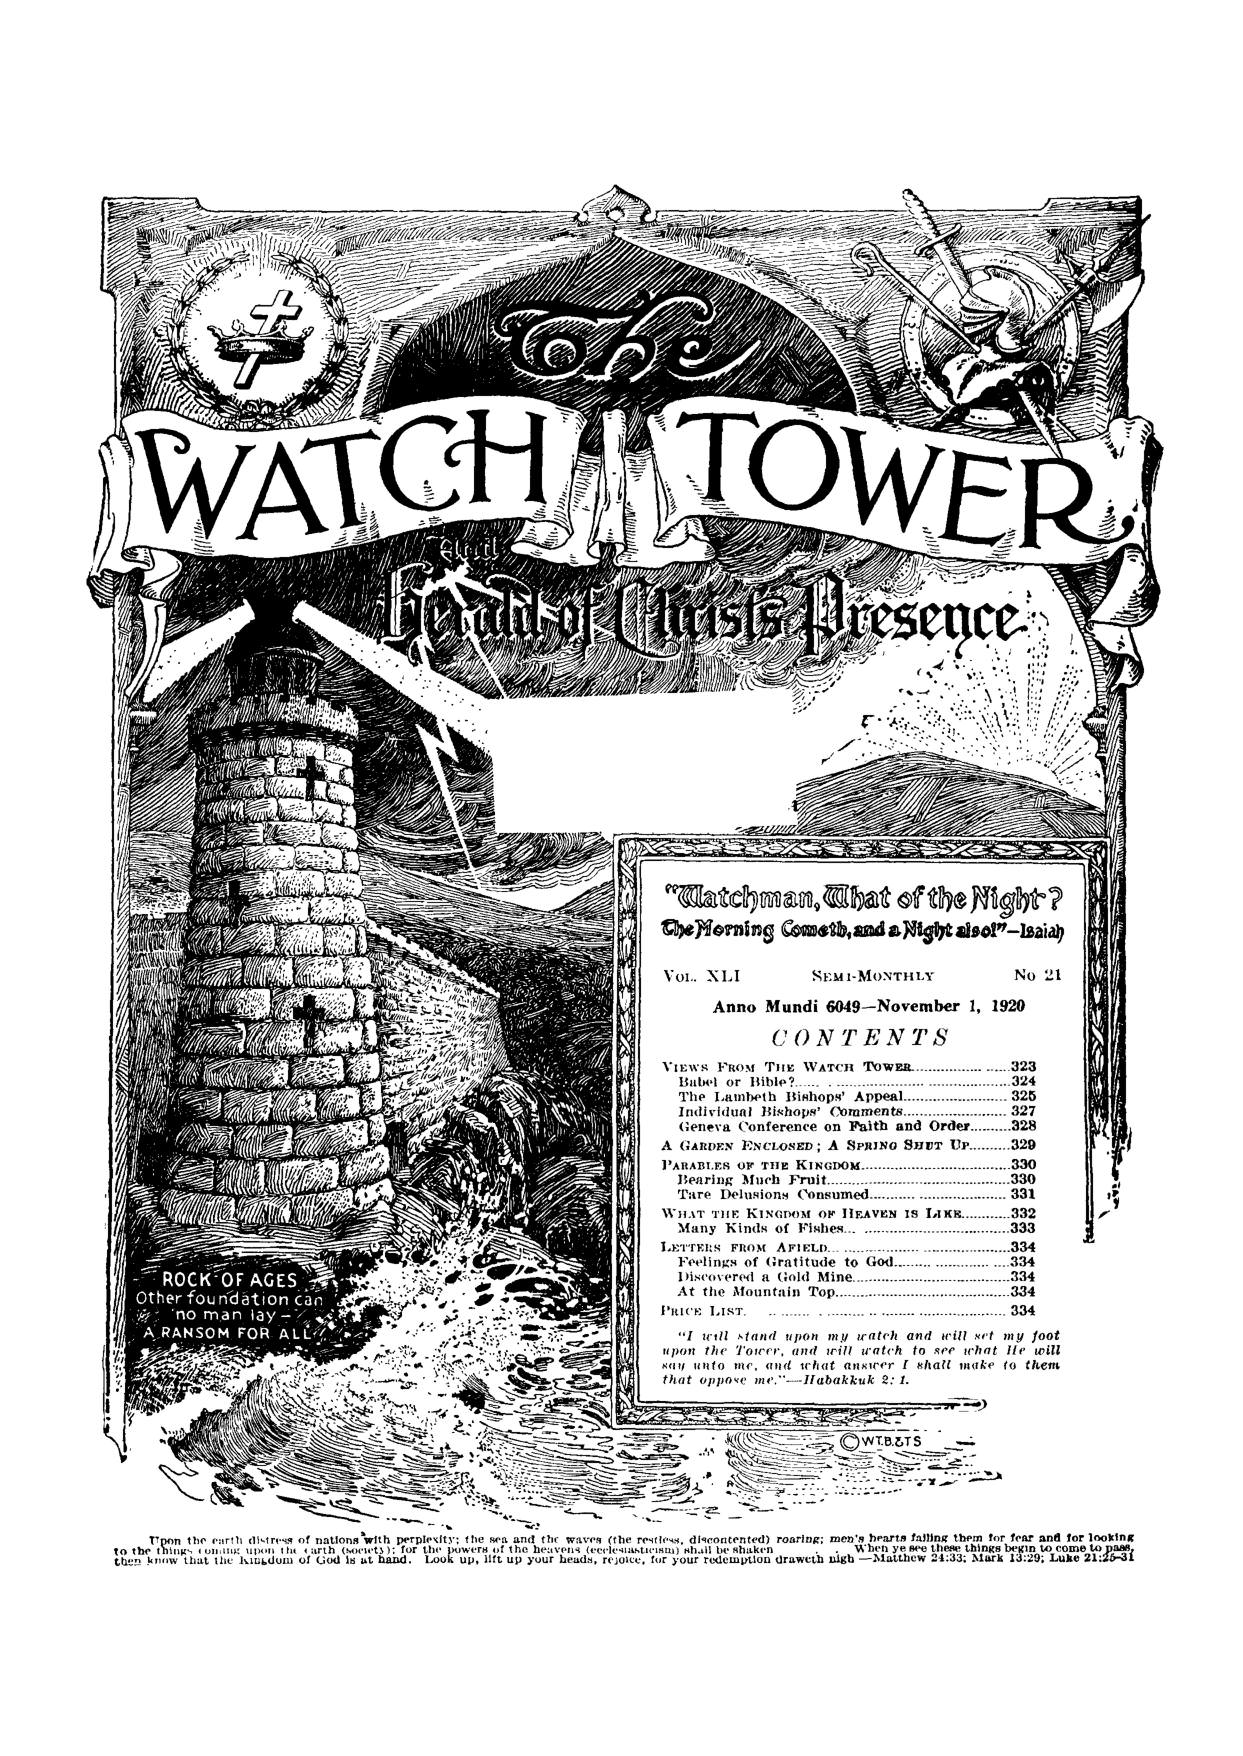 The
WATCH TOWER
And
Herald of Christ's Presence
"Watchman, What of the Night?
The Morning Cometh, and a Night also!"—Isaiah
VOL. XLI SEMI-MONTHLY No 21
Anno Mundi 6049—November 1, 1920
CONTENTS
VIEWS FROM THE WATCH TOWER 323
Babel or Bible? 324
The Lambeth Bishops' Appeal 325
Individual Bishops' Comments 327
Geneva Conference on Faith and Order 328
A GARDEN ENCLOSED; A SPRING SHUT UP 329
PARABLES OF THE KINGDOM 330
Bearing Much Fruit 330
Tare Delusions Consumed 331
WHAT THE KINGDOM OF HEAVEN IS LIKE 332
Many Kinds of Fishes 333
LETTERS FROM AFIELD 334
Feelings of Gratitude to God 334
Discovered a Gold Mine 334
At the Mountain Top 334
PRICE LIST 334
"I will stand upon my watch and will set my foot
upon the Tower, and will watch to see what He will
say unto me, and what answer I shall make to them
that oppose me."—Habakkuk 2:1.
ROCK OF AGES
Other foundation can
no man lay—
A RANSOM FOR ALL
©W.T.B.&T.S
Upon the earth distress of nations with perplexity; the sea and the waves (the restless, discontented) roaring; men's hearts failing them for fear and for looking
to the things coming upon the earth (society); for the powers of the heavens (ecclesiasticism) shall be shaken . . When ye see these things begin to come to pass,
then know that the Kingdom of God is at hand. Look up, lift up your heads, rejoice, for your redemption draweth nigh —Matthew 24:33; Mark 13:29; Luke 21:25-31